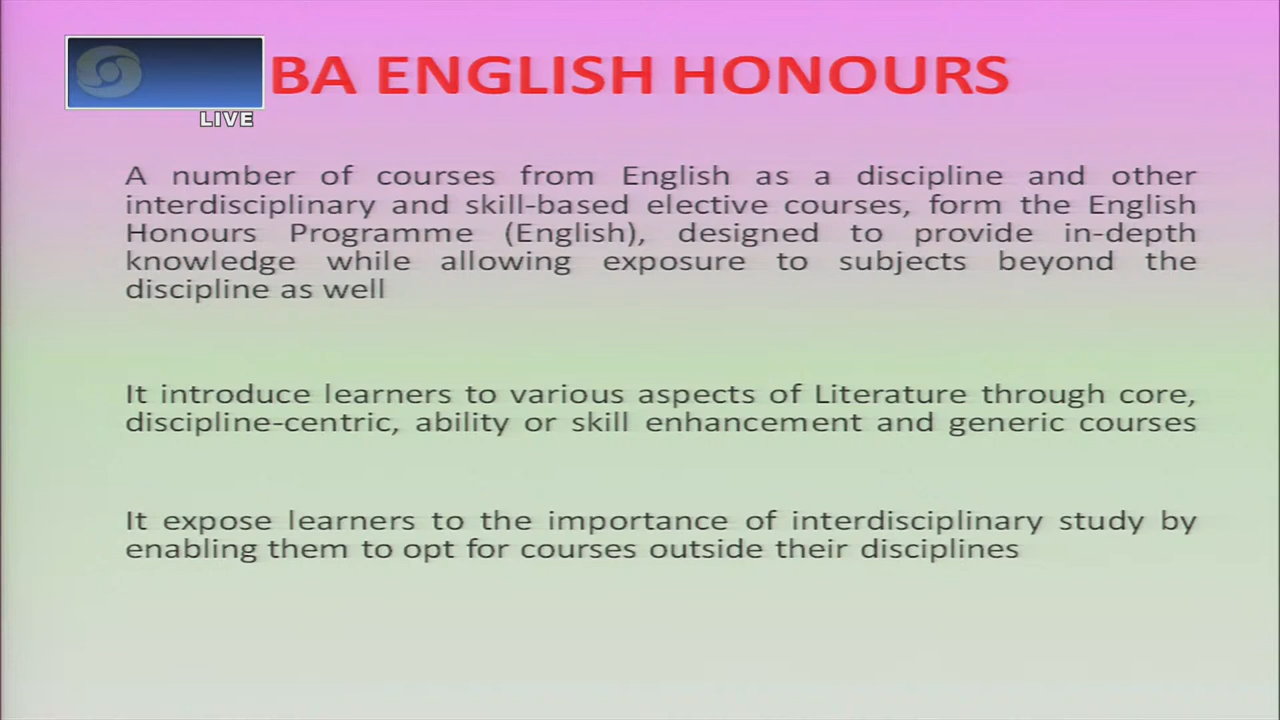 BA ENGLISH HONOURS
LIVE
A number of courses from English as a discipline and other
interdisciplinary and skill-based elective courses, form the English
Honours Programme (English), designed to provide in-depth
knowledge while allowing exposure to subjects beyond the
discipline as well
It introduce learners to various aspects of Literature through core,
discipline-centric, ability or skill enhancement and generic courses
It expose learners to the importance of interdisciplinary study by
enabling them to opt for courses outside their disciplines